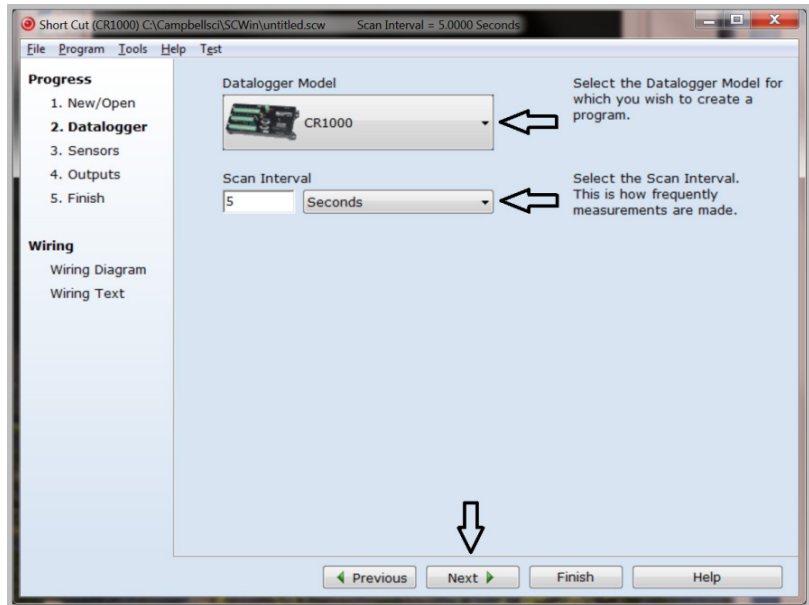 Short Cut (CR1000) C:\Campbellsci\SCWin\untitled.scw Scan Interval = 5.0000 Seconds
File Program Tools Help Tgst
Progress
1. New/Open
2. Datalogger
3. Sensors
4. Outputs
5. Finish
Wiring
Wiring Diagram
Wiring Text
Datalogger Model
CR1000
Select the Datalogger Model for
which you wish to create a
program.
Scan Interval
5 Seconds
Select the Scan Interval.
This is how frequently
measurements are made.
Previous Next Finish Help